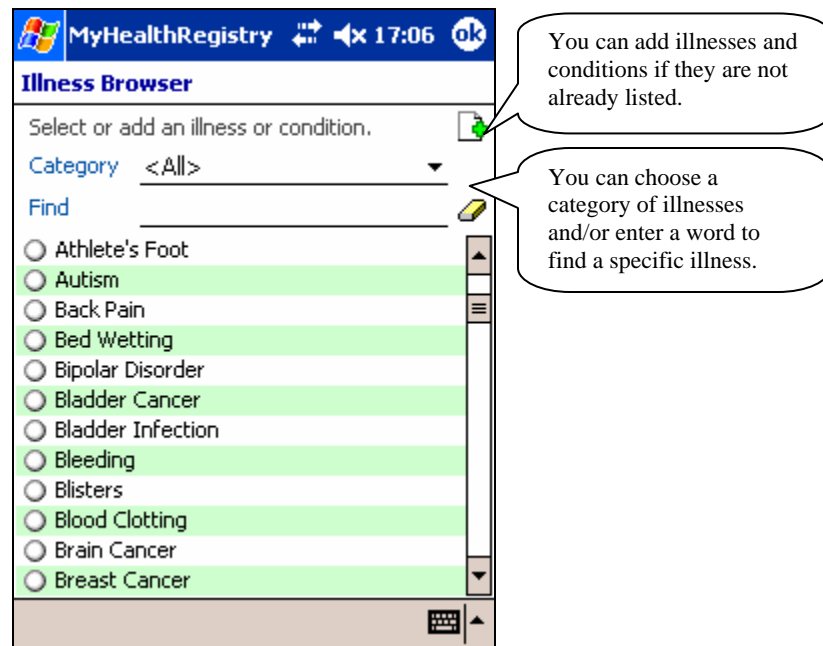 MyHealthRegistry 17:06 ok
Illness Browser
Select or add an illness or condition.
Category <All>
Find
Athlete's Foot
Autism
Back Pain
Bed Wetting
Bipolar Disorder
Bladder Cancer
Bladder Infection
Bleeding
Blisters
Blood Clotting
Brain Cancer
Breast Cancer
You can add illnesses and
conditions if they are not
already listed.
You can choose a
category of illnesses
and/or enter a word to
find a specific illness.